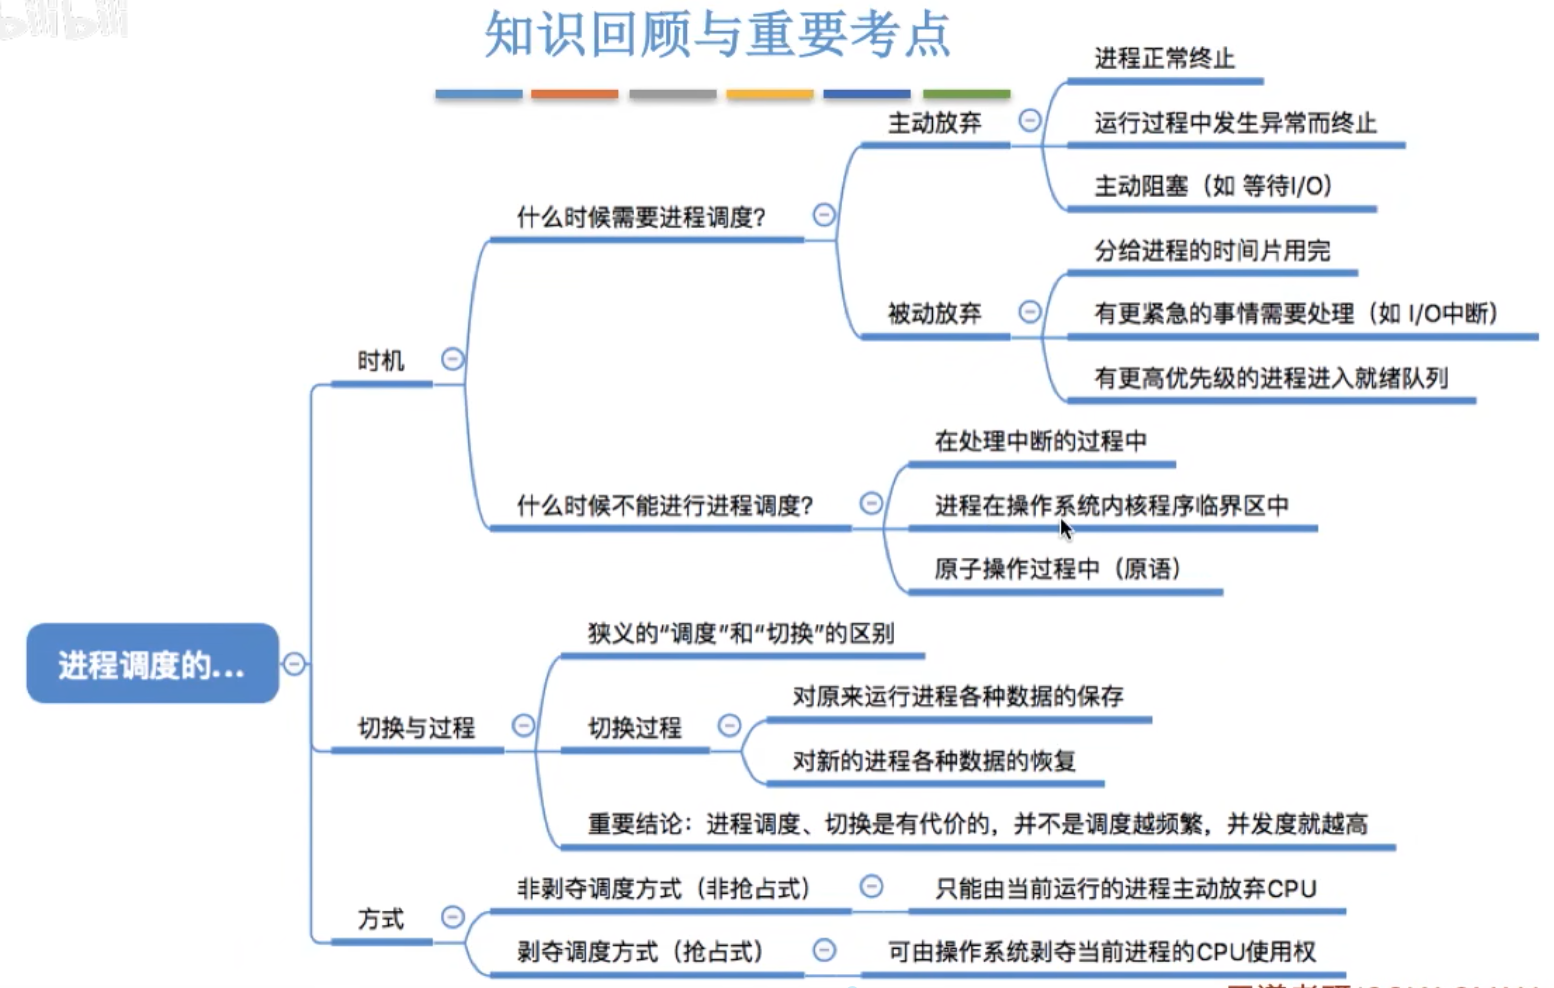 知识回顾与重要考点
进程正常终止
主动放弃
运行过程中发生异常而终止
主动阻塞（如 等待I/O）
什么时候需要进程调度？
分给进程的时间片用完
被动放弃
有更紧急的事情需要处理（如 I/O中断）
有更高优先级的进程进入就绪队列
时机
在处理中断的过程中
什么时候不能进行进程调度？
进程在操作系统内核程序临界区中
原子操作过程中（原语）
进程调度的...
狭义的“调度”和“切换”的区别
对原来运行进程各种数据的保存
切换与过程
切换过程
对新的进程各种数据的恢复
重要结论：进程调度、切换是有代价的，并不是调度越频繁，并发度就越高
非剥夺调度方式（非抢占式）
只能由当前运行的进程主动放弃CPU
方式
剥夺调度方式（抢占式）
可由操作系统剥夺当前进程的CPU使用权